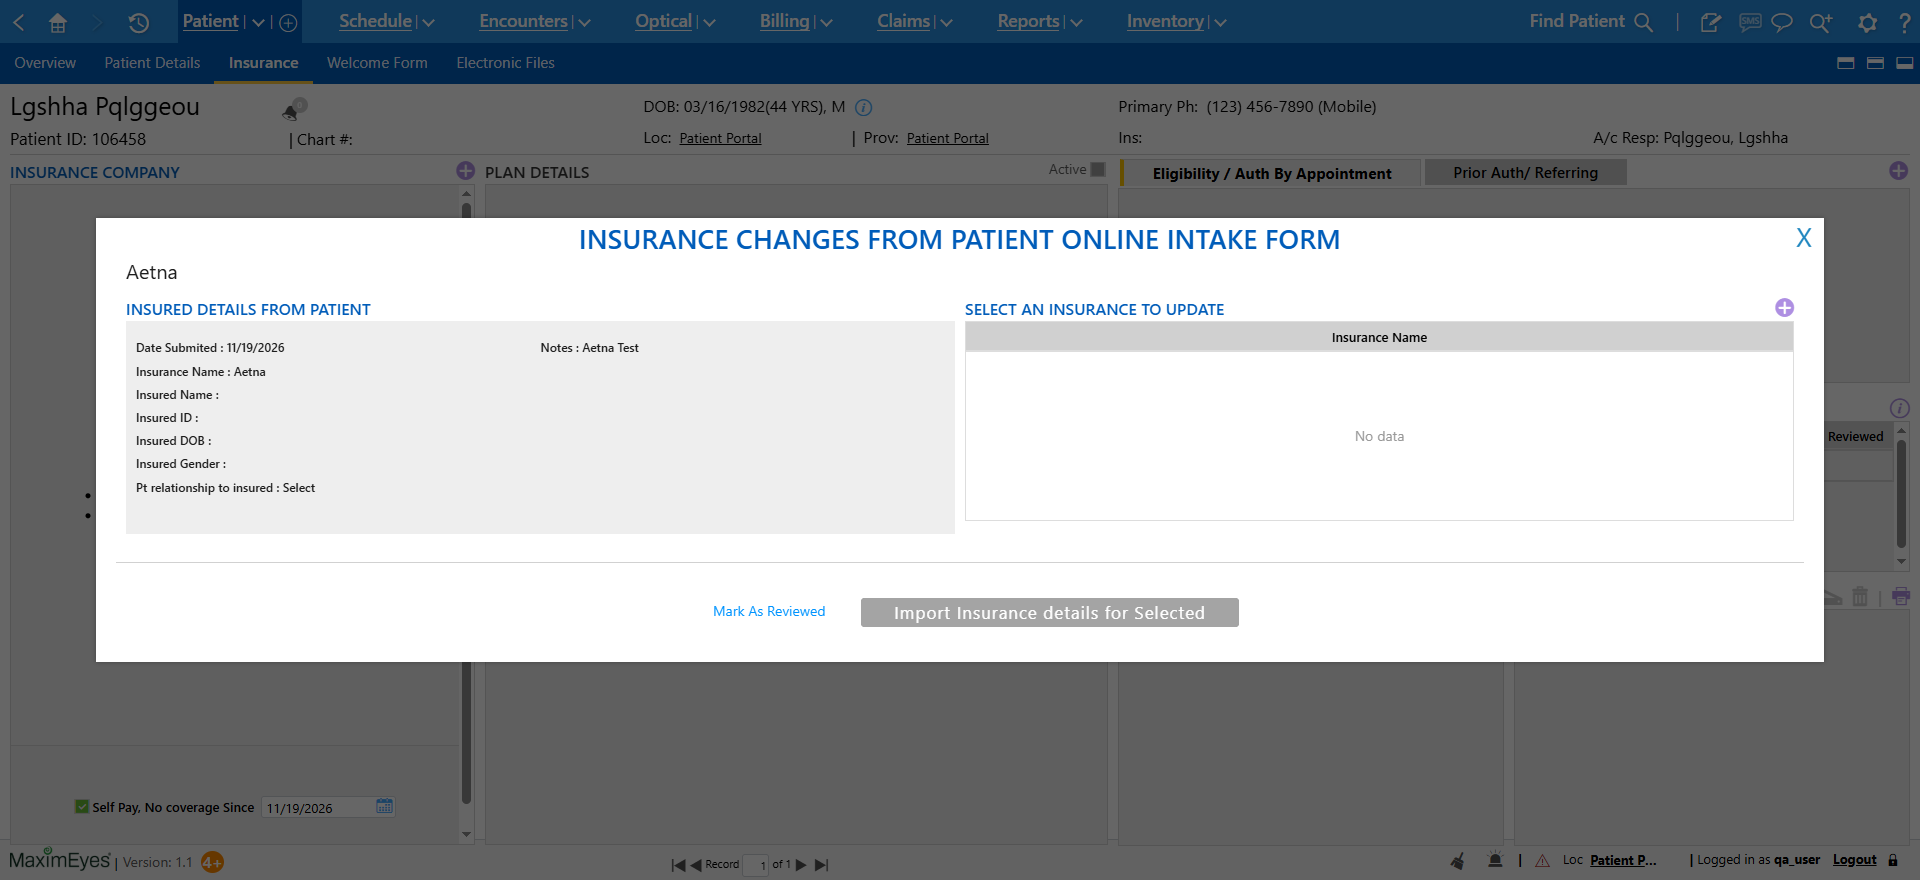 Patient | | Schedule | Encounters | Optical | Billing | Claims | Reports | Inventory | Find Patient | SMS ?
Overview Patient Details Insurance Welcome Form Electronic Files
Lgshha Pqlggeou 0 DOB: 03/16/1982(44 YRS), M i Primary Ph: (123) 456-7890 (Mobile)
Patient ID: 106458 | Chart #: Loc: Patient Portal | Prov: Patient Portal Ins: A/c Resp: Pqlggeou, Lgshha
INSURANCE COMPANY PLAN DETAILS Active Eligibility / Auth By Appointment Prior Auth/ Referring
INSURANCE CHANGES FROM PATIENT ONLINE INTAKE FORM X
Aetna
INSURED DETAILS FROM PATIENT
Date Submited : 11/19/2026 Notes : Aetna Test
Insurance Name : Aetna
Insured Name :
Insured ID :
Insured DOB :
Insured Gender :
Pt relationship to insured : Select
SELECT AN INSURANCE TO UPDATE
Insurance Name
No data
Reviewed
Mark As Reviewed Import Insurance details for Selected
Self Pay, No coverage Since 11/19/2026
MaximEyes | Version: 1.1 4+ Record 1 of 1 | Loc Patient P... | Logged in as qa_user Logout